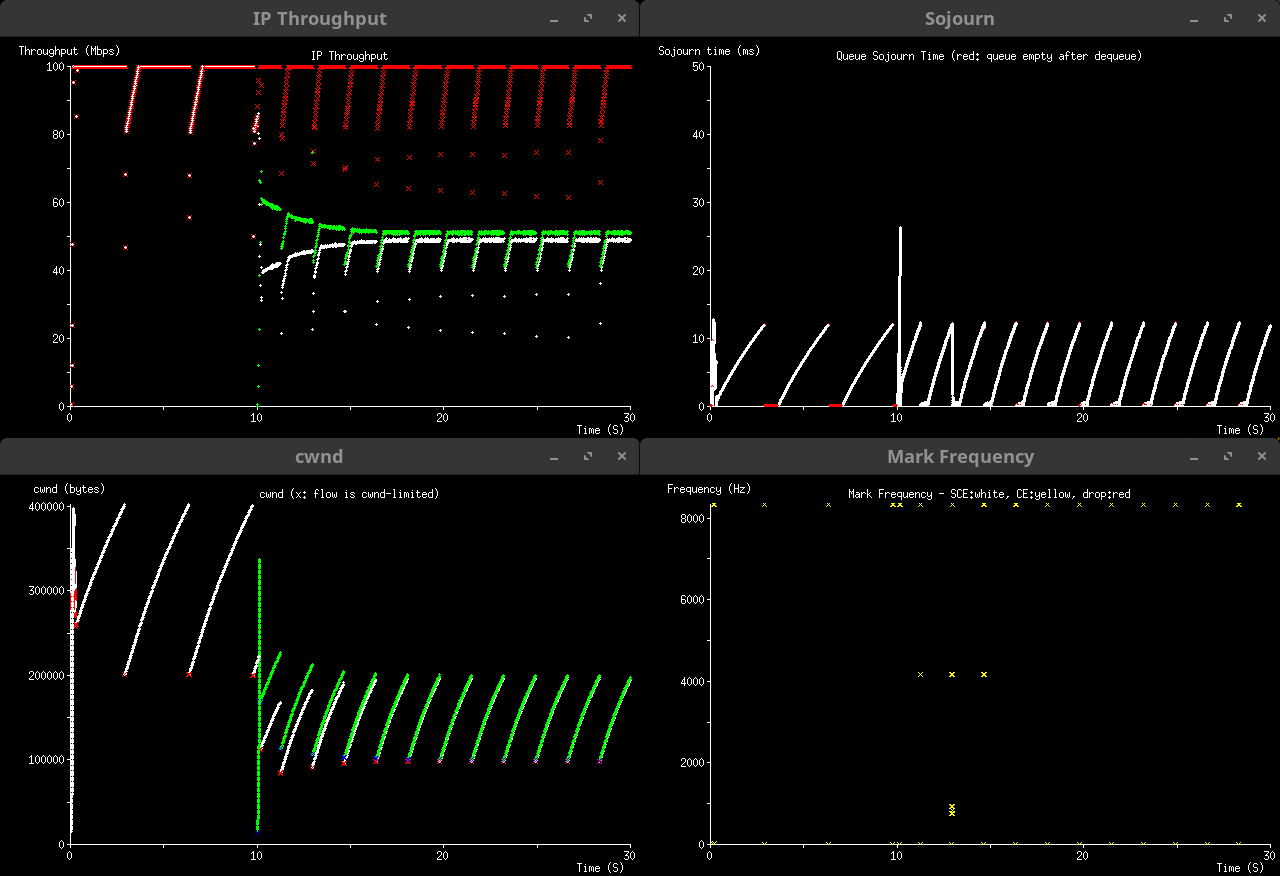 IP Throughput
Throughput (Mbps)
IP Throughput
100
80
60
40
20
0
0 10 20 30
Time (S)
Sojourn
Sojourn time (ms)
Queue Sojourn Time (red: queue empty after dequeue)
50
40
30
20
10
0
0 10 20 30
Time (S)
cwnd
cwnd (bytes)
cwnd (x: flow is cwnd-limited)
400000
300000
200000
100000
0
0 10 20 30
Time (S)
Mark Frequency
Frequency (Hz)
Mark Frequency - SCE:white, CE:yellow, drop:red
8000
6000
4000
2000
0
0 10 20 30
Time (S)